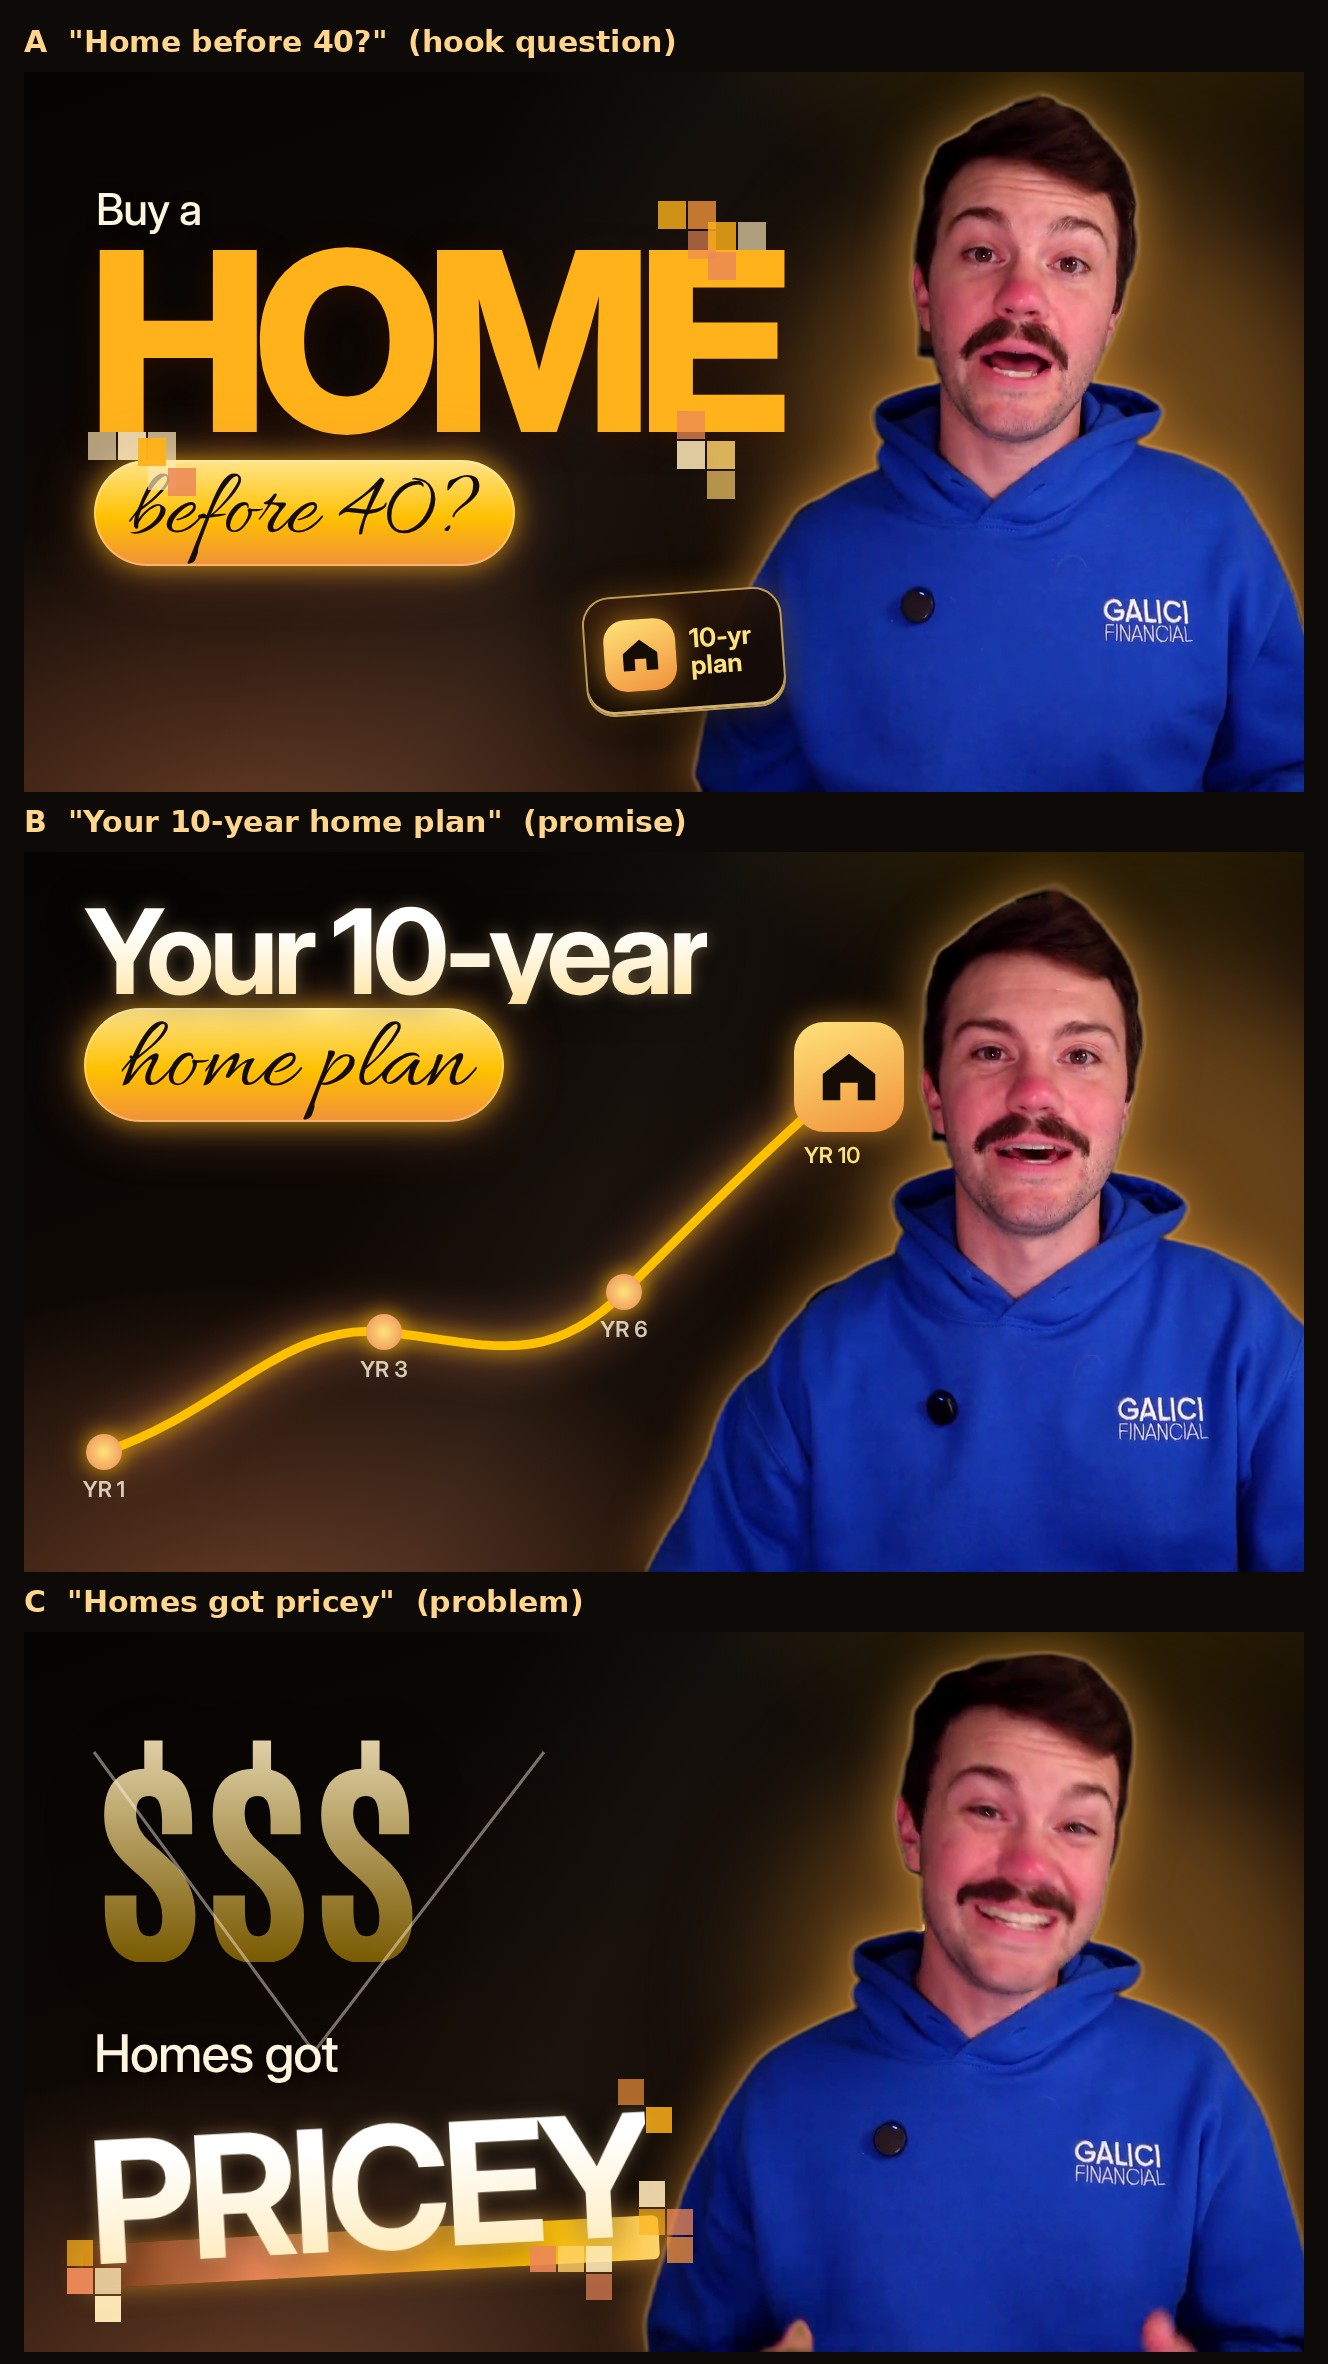 A "Home before 40?" (hook question)
Buy a
HOME
before 40?
10-yr
plan
GALICI
FINANCIAL
B "Your 10-year home plan" (promise)
Your 10-year
home plan
YR 10
YR 6
YR 3
YR 1
GALICI
FINANCIAL
C "Homes got pricey" (problem)
$$$
Homes got
PRICEY
GALICI
FINANCIAL